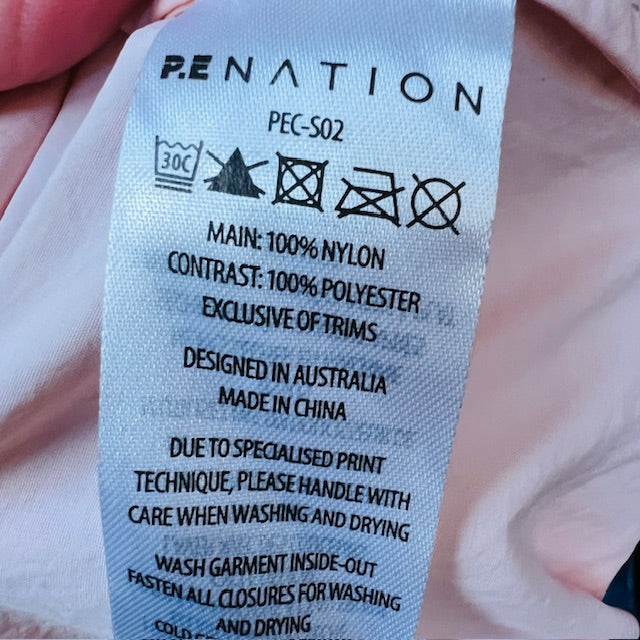 P.E NATION
PEC-S02
30C
MAIN: 100% NYLON
CONTRAST: 100% POLYESTER
EXCLUSIVE OF TRIMS
DESIGNED IN AUSTRALIA
MADE IN CHINA
DUE TO SPECIALISED PRINT
TECHNIQUE, PLEASE HANDLE WITH
CARE WHEN WASHING AND DRYING
WASH GARMENT INSIDE-OUT
FASTEN ALL CLOSURES FOR WASHING
AND DRYING
COLD